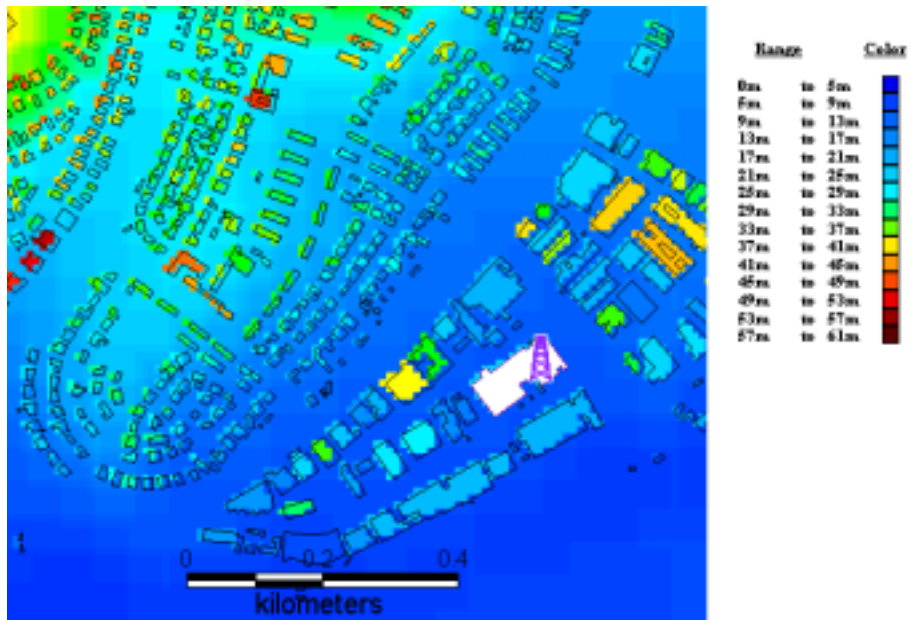 Range Color
0m to 5m
5m to 9m
9m to 13m
13m to 17m
17m to 21m
21m to 25m
25m to 29m
29m to 33m
33m to 37m
37m to 41m
41m to 45m
45m to 49m
49m to 53m
53m to 57m
57m to 61m
0 0.2 0.4
kilometers